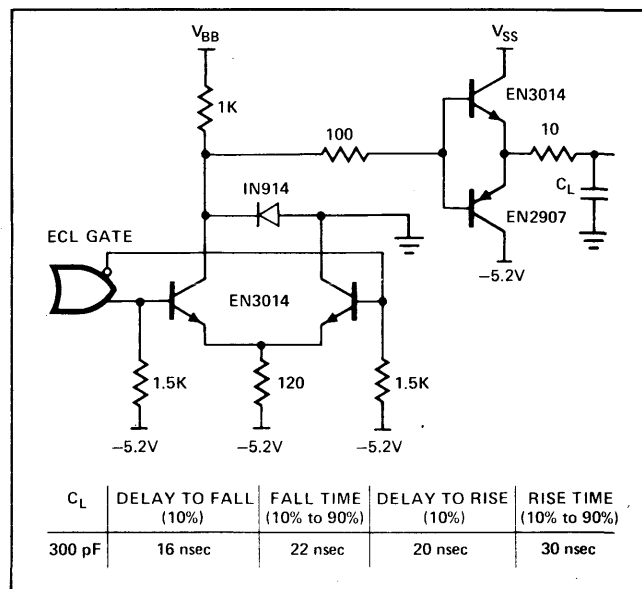 V_BB
V_SS
1K
EN3014
100
10
C_L
IN914
EN2907
-5.2V
ECL GATE
EN3014
1.5K
120
1.5K
-5.2V
-5.2V
-5.2V
C_L DELAY TO FALL (10%) FALL TIME (10% to 90%) DELAY TO RISE (10%) RISE TIME (10% to 90%)
300 pF 16 nsec 22 nsec 20 nsec 30 nsec